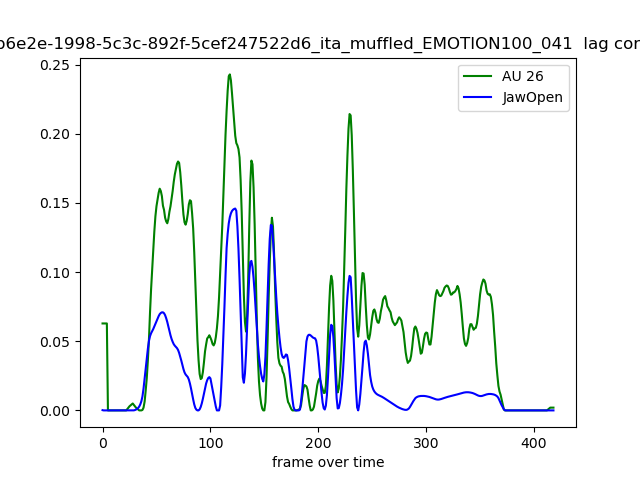 b6e2e-1998-5c3c-892f-5cef247522d6_ita_muffled_EMOTION100_041 lag cor
0.25
AU 26
JawOpen
0.20
0.15
0.10
0.05
0.00
0 100 200 300 400
frame over time